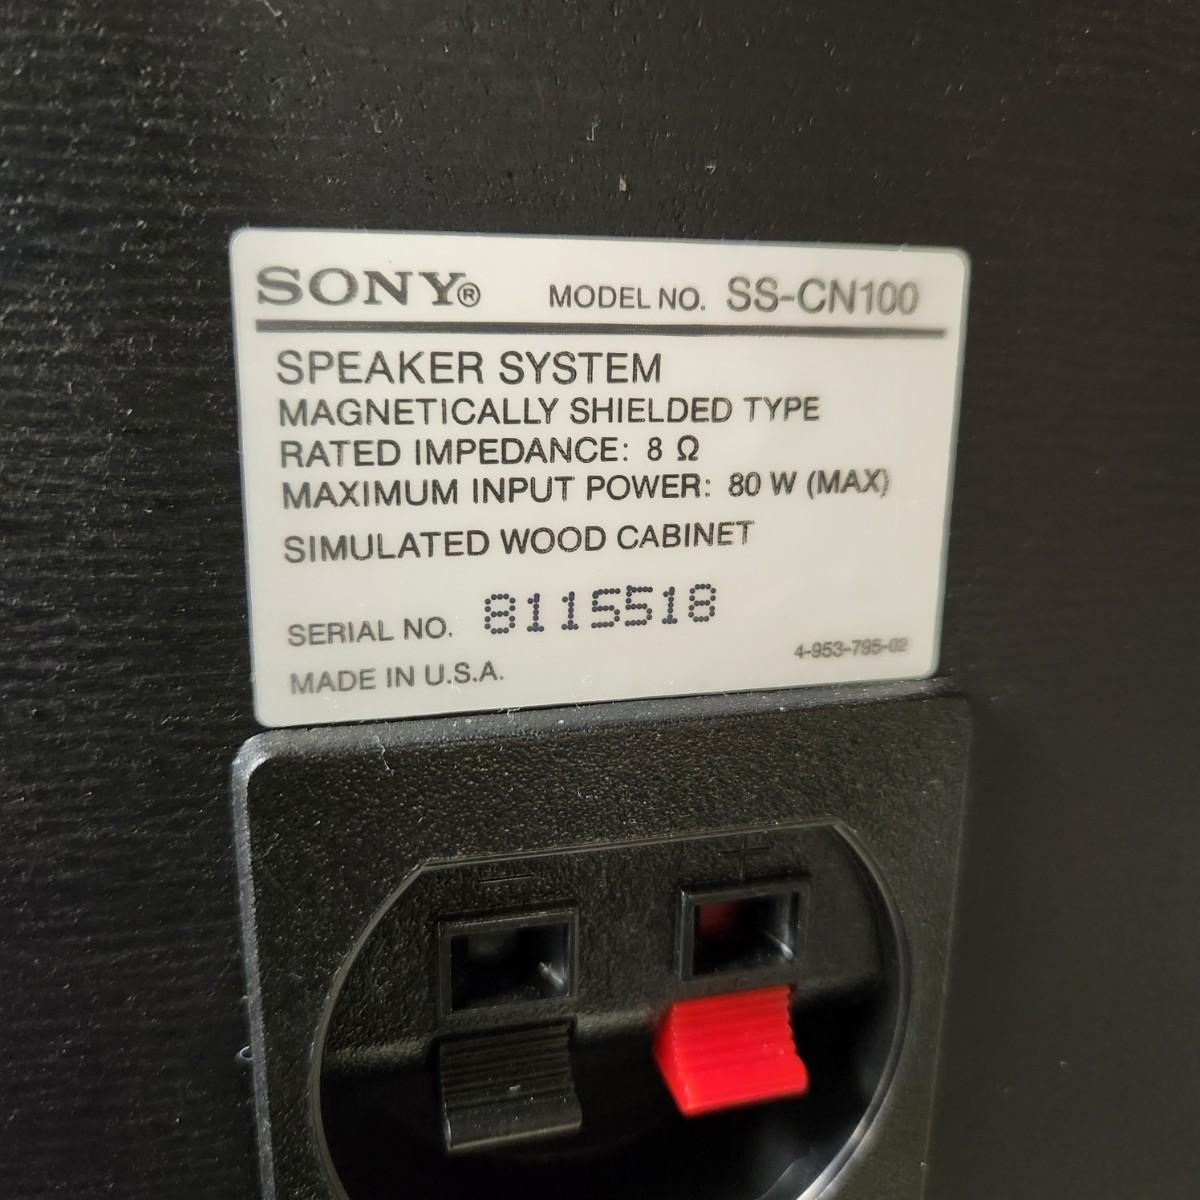 SONY® MODEL NO. SS-CN100
SPEAKER SYSTEM
MAGNETICALLY SHIELDED TYPE
RATED IMPEDANCE: 8 Ω
MAXIMUM INPUT POWER: 80 W (MAX)
SIMULATED WOOD CABINET
SERIAL NO. 8115518
MADE IN U.S.A. 4-953-795-02
− +